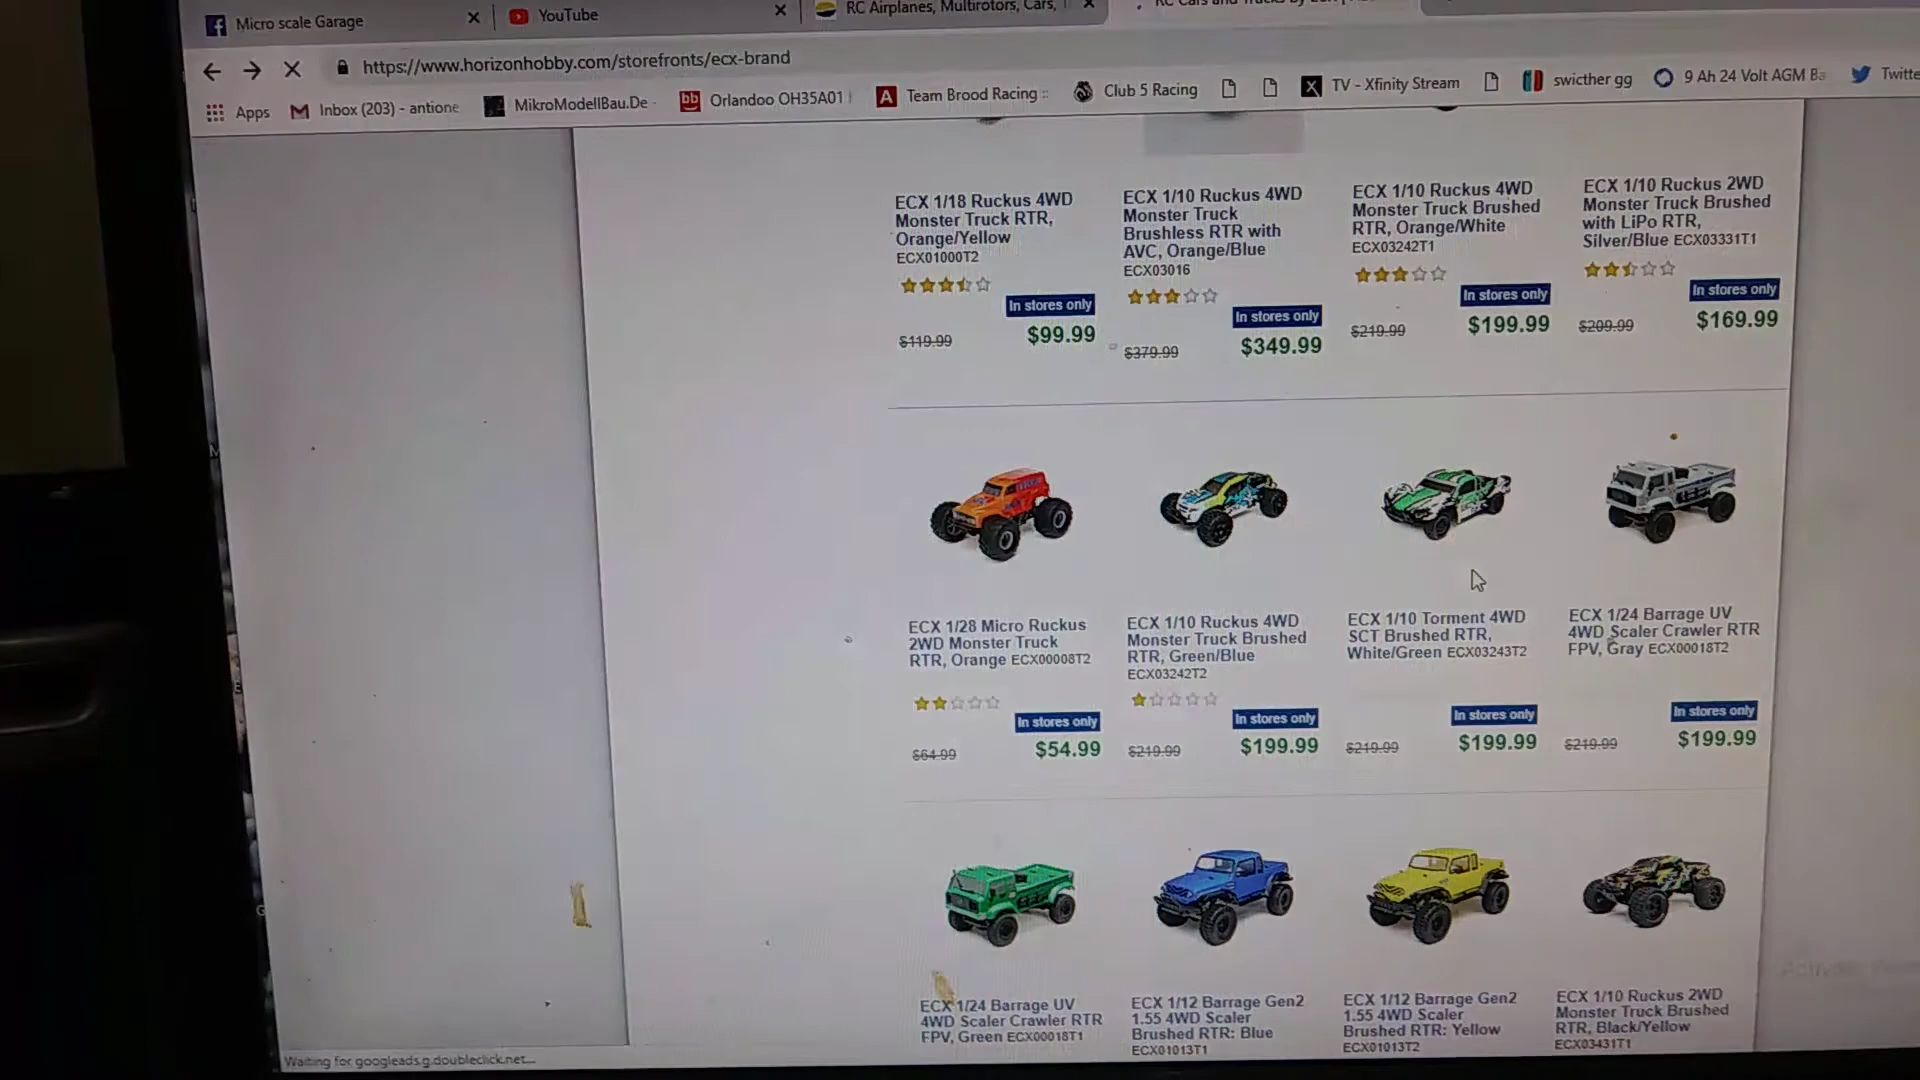 Micro scale Garage
YouTube
RC Airplanes, Multirotors, Cars,
https://www.horizonhobby.com/storefronts/ecx-brand
Apps
Inbox (203) - antione
MikroModellBau.De
Orlandoo OH35A01
Team Brood Racing ::
Club 5 Racing
TV - Xfinity Stream
swicther gg
9 Ah 24 Volt AGM Ba
Twitte
ECX 1/18 Ruckus 4WD
Monster Truck RTR,
Orange/Yellow
ECX01000T2
In stores only
$119.99
$99.99
ECX 1/10 Ruckus 4WD
Monster Truck
Brushless RTR with
AVC, Orange/Blue
ECX03016
In stores only
$379.99
$349.99
ECX 1/10 Ruckus 4WD
Monster Truck Brushed
RTR, Orange/White
ECX03242T1
In stores only
$219.99
$199.99
ECX 1/10 Ruckus 2WD
Monster Truck Brushed
with LiPo RTR,
Silver/Blue ECX03331T1
In stores only
$209.99
$169.99
ECX 1/28 Micro Ruckus
2WD Monster Truck
RTR, Orange ECX00008T2
In stores only
$64.99
$54.99
ECX 1/10 Ruckus 4WD
Monster Truck Brushed
RTR, Green/Blue
ECX03242T2
In stores only
$219.99
$199.99
ECX 1/10 Torment 4WD
SCT Brushed RTR,
White/Green ECX03243T2
In stores only
$219.99
$199.99
ECX 1/24 Barrage UV
4WD Scaler Crawler RTR
FPV, Gray ECX00018T2
In stores only
$219.99
$199.99
ECX 1/24 Barrage UV
4WD Scaler Crawler RTR
FPV, Green ECX00018T1
ECX 1/12 Barrage Gen2
1.55 4WD Scaler
Brushed RTR: Blue
ECX01013T1
ECX 1/12 Barrage Gen2
1.55 4WD Scaler
Brushed RTR: Yellow
ECX01013T2
ECX 1/10 Ruckus 2WD
Monster Truck Brushed
RTR, Black/Yellow
ECX03431T1
Waiting for googleads.g.doubleclick.net...